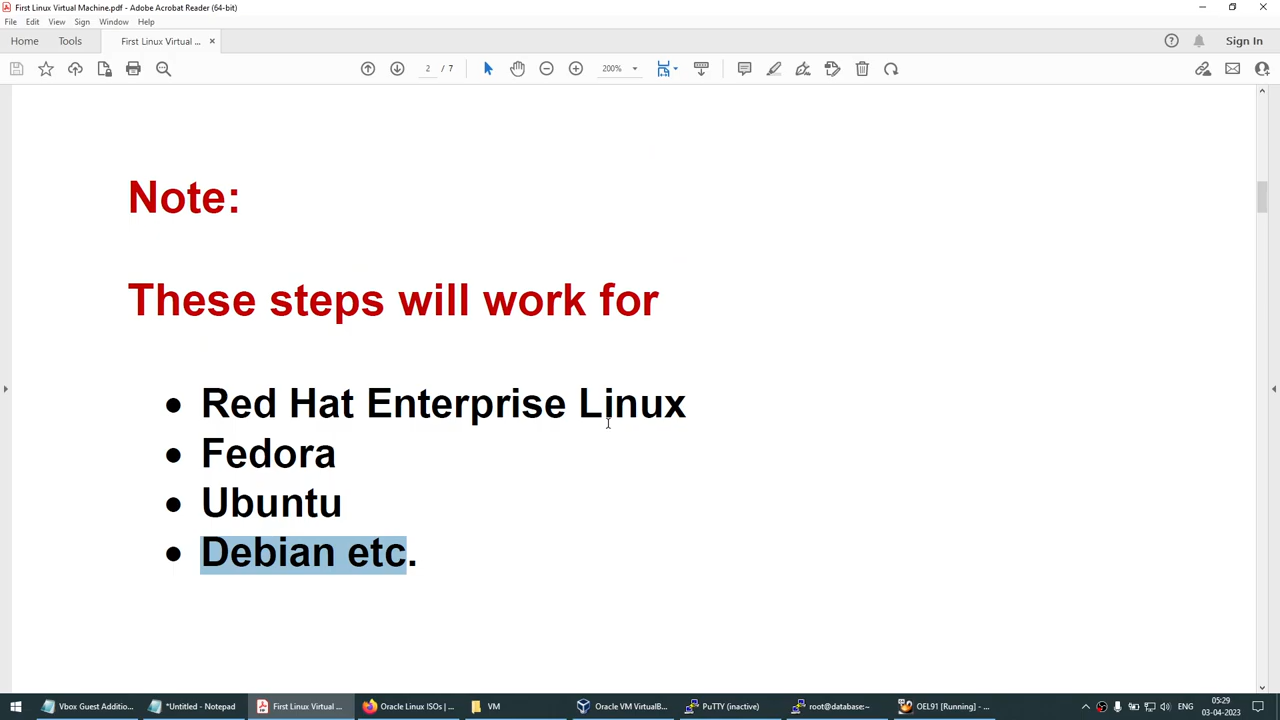 First Linux Virtual Machine.pdf - Adobe Acrobat Reader (64-bit)
File Edit View Sign Window Help
Home Tools First Linux Virtual ... × Sign In
2 / 7 200%
Note:
These steps will work for
• Red Hat Enterprise Linux
• Fedora
• Ubuntu
• Debian etc.
Vbox Guest Additio... *Untitled - Notepad First Linux Virtual ... Oracle Linux ISOs | ... VM Oracle VM VirtualB... PuTTY (inactive) root@database:~ OEL91 [Running] - ... ENG 05:29
03-04-2023